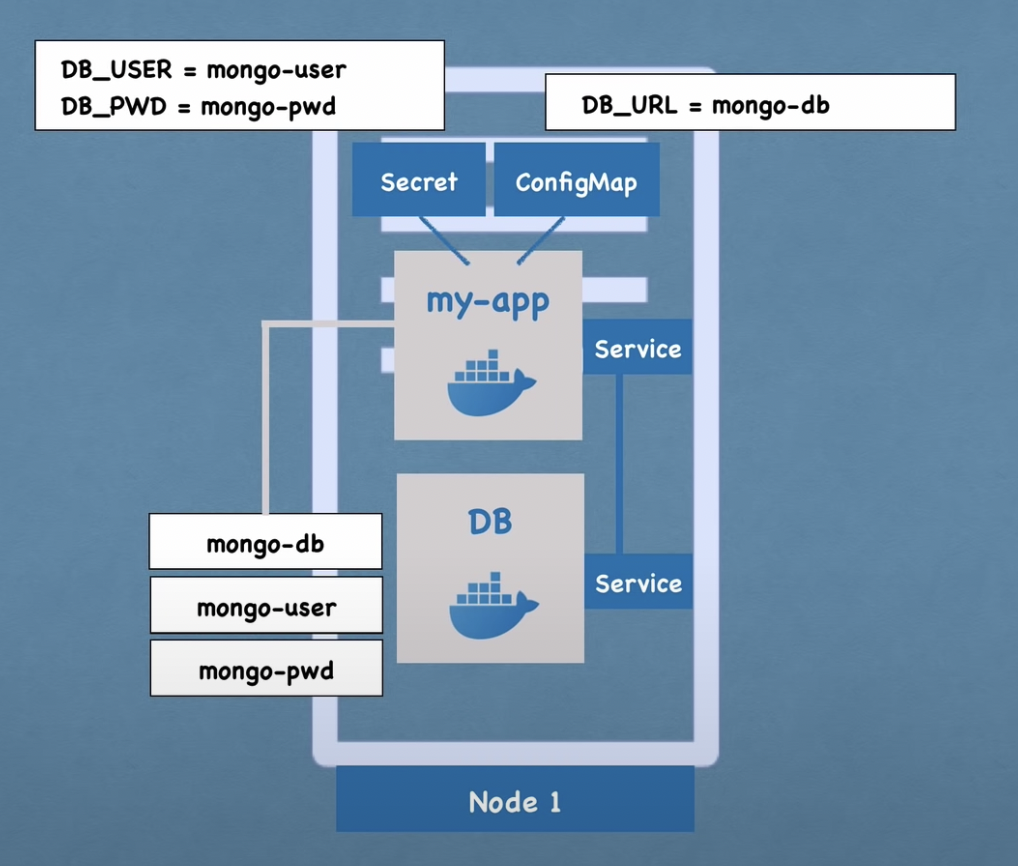 DB_USER = mongo-user
DB_PWD = mongo-pwd
DB_URL = mongo-db
Secret
ConfigMap
my-app
Service
DB
Service
mongo-db
mongo-user
mongo-pwd
Node 1